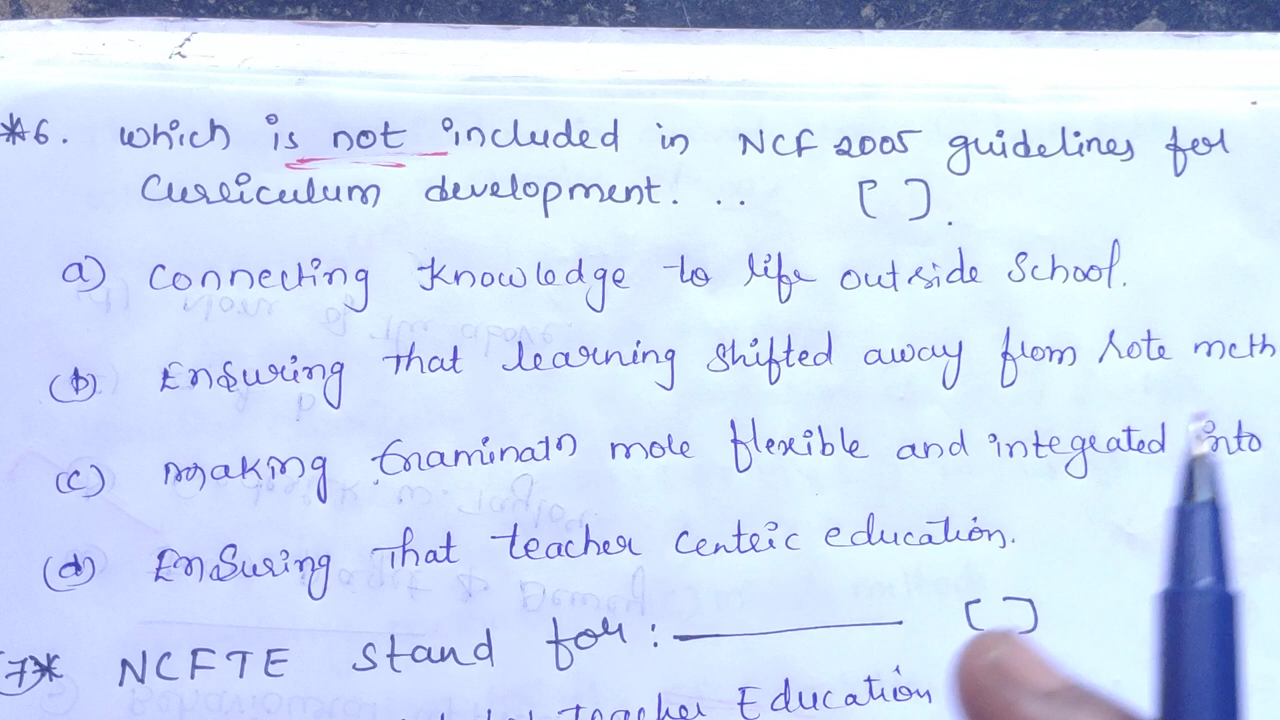 *6. which is not included in NCF 2005 guidelines for
Curriculum development. .. [ ].
a) Connecting Knowledge to life outside School.
(b) Ensuring that learning shifted away from rote meth
(c) Making Examinatn more flexible and integrated into
(d) Ensuring that teacher centric education.
7* NCFTE stand for: ———— [ ]
teacher Education